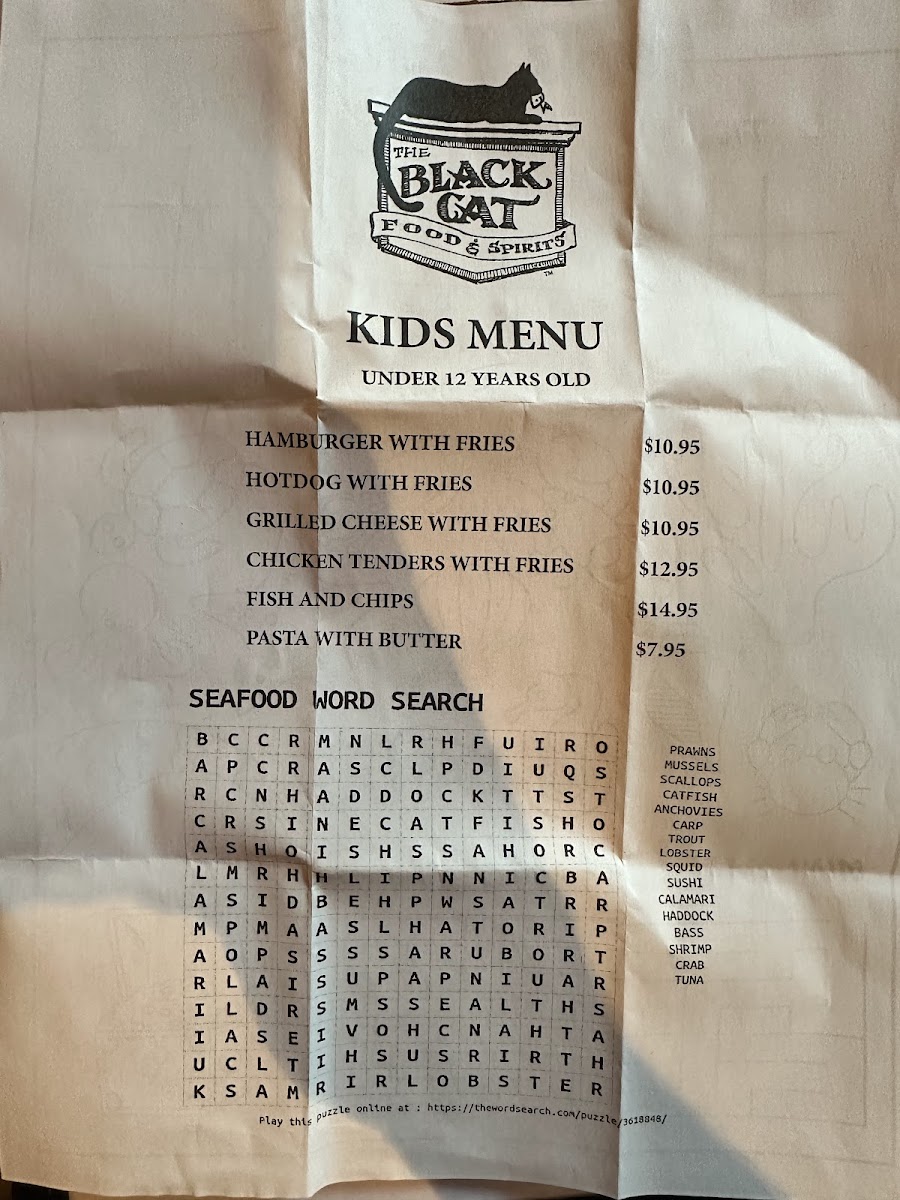 THE
BLACK
CAT
FOOD & SPIRITS
TM
KIDS MENU
UNDER 12 YEARS OLD
HAMBURGER WITH FRIES $10.95
HOTDOG WITH FRIES $10.95
GRILLED CHEESE WITH FRIES $10.95
CHICKEN TENDERS WITH FRIES $12.95
FISH AND CHIPS $14.95
PASTA WITH BUTTER $7.95
SEAFOOD WORD SEARCH
B C C R M N L R H F U I R O
A P C R A S C L P D I U Q S
R C N H A D D O C K T T S T
C R S I N E C A T F I S H O
A S H O I S H S S A H O R C
L M R H H L I P N N I C B A
A S I D B E H P W S A T R R
M P M A A S L H A T O R I P
A O P S S S S A R U B O R T
R L A I S U P A P N I U A R
I L D R S M S S E A L T H S
I A S E I V O H C N A H T A
U C L T I H S U S R I R T H
K S A M R I R L O B S T E R
PRAWNS
MUSSELS
SCALLOPS
CATFISH
ANCHOVIES
CARP
TROUT
LOBSTER
SQUID
SUSHI
CALAMARI
HADDOCK
BASS
SHRIMP
CRAB
TUNA
Play this puzzle online at : https://thewordsearch.com/puzzle/3618848/